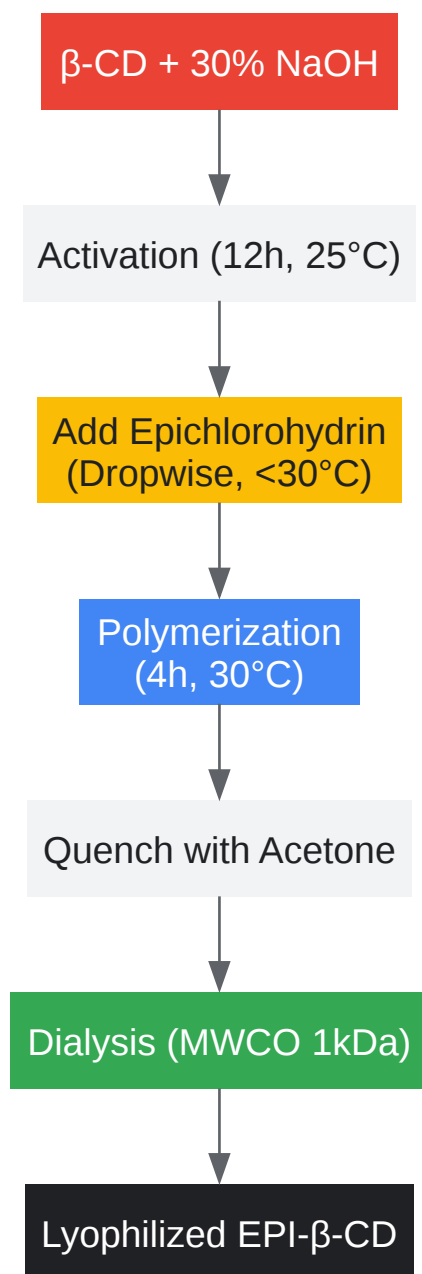 β-CD + 30% NaOH
Activation (12h, 25°C)
Add Epichlorohydrin
(Dropwise, <30°C)
Polymerization
(4h, 30°C)
Quench with Acetone
Dialysis (MWCO 1kDa)
Lyophilized EPI-β-CD